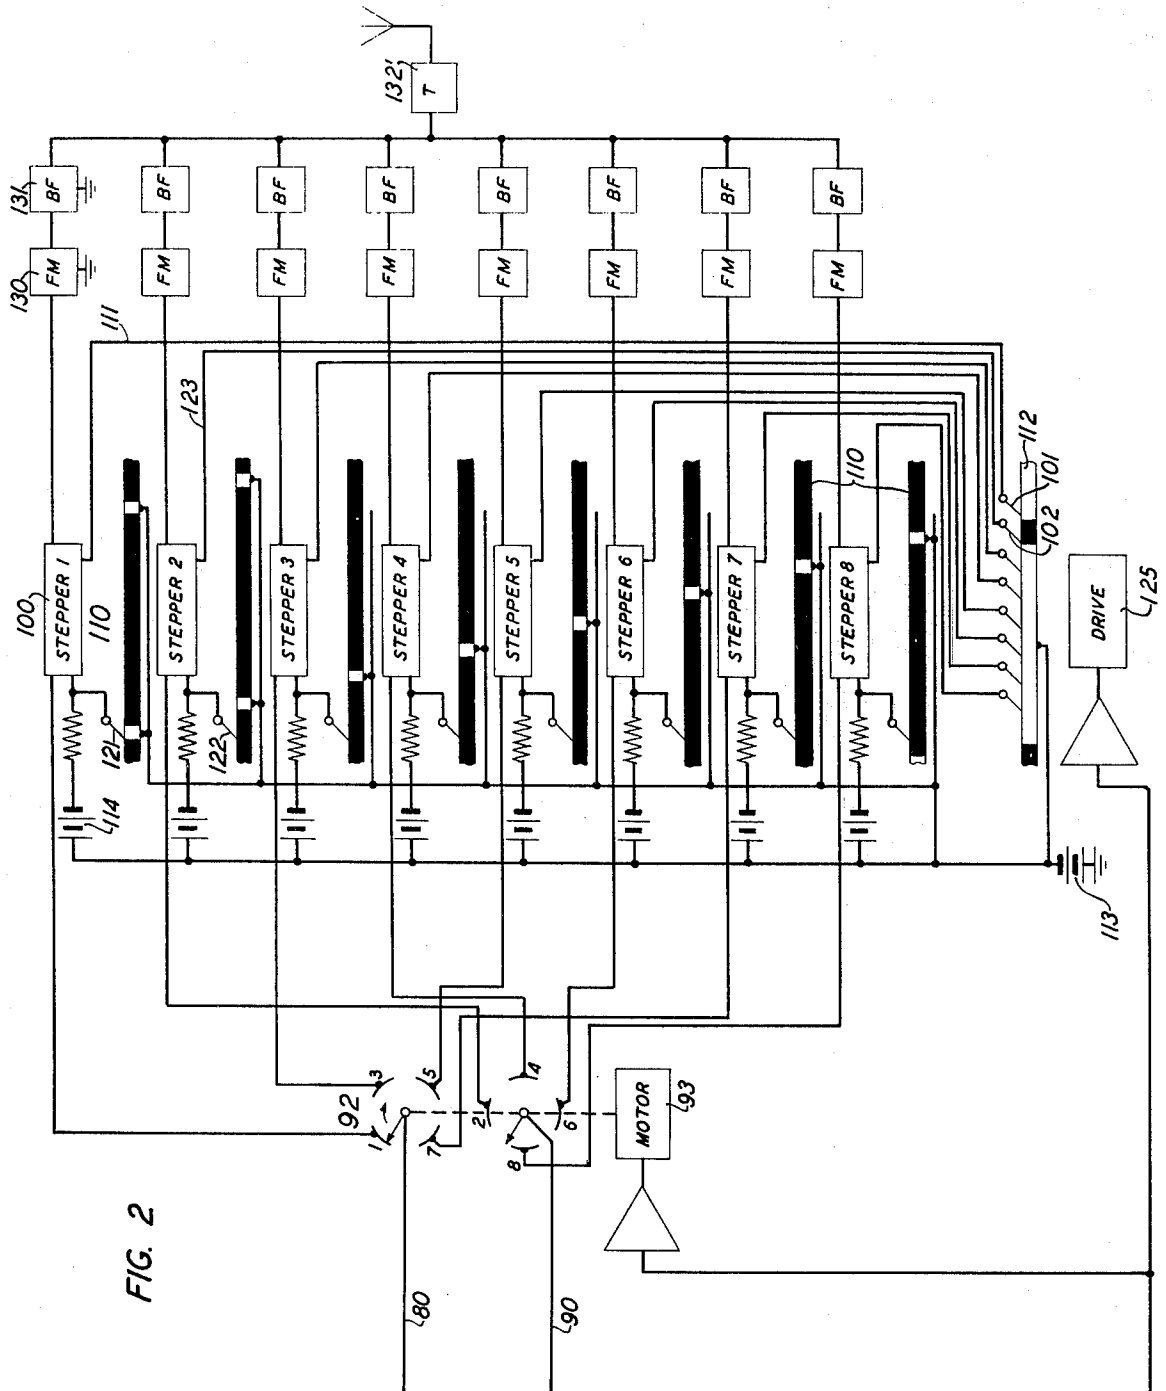 132'
T
131
BF
BF
BF
BF
BF
BF
BF
BF
130
FM
FM
FM
FM
FM
FM
FM
FM
111
123
100
STEPPER 1
STEPPER 2
STEPPER 3
STEPPER 4
STEPPER 5
STEPPER 6
STEPPER 7
STEPPER 8
110
110
112
101
102
121
122
114
DRIVE
125
113
92
1
3
5
7
2
4
6
8
MOTOR
93
80
90
FIG. 2